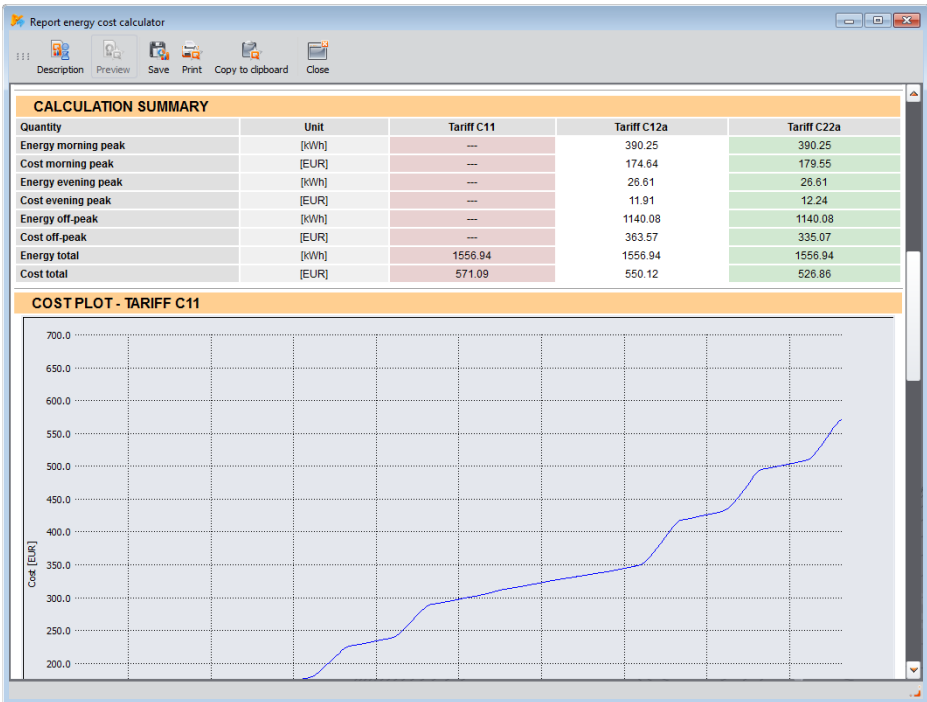 Report energy cost calculator
Description Preview Save Print Copy to clipboard Close
CALCULATION SUMMARY
Quantity Unit Tariff C11 Tariff C12a Tariff C22a
Energy morning peak [kWh] --- 390.25 390.25
Cost morning peak [EUR] --- 174.64 179.55
Energy evening peak [kWh] --- 26.61 26.61
Cost evening peak [EUR] --- 11.91 12.24
Energy off-peak [kWh] --- 1140.08 1140.08
Cost off-peak [EUR] --- 363.57 335.07
Energy total [kWh] 1556.94 1556.94 1556.94
Cost total [EUR] 571.09 550.12 526.86
COST PLOT - TARIFF C11
700.0
650.0
600.0
550.0
500.0
450.0
400.0
350.0
300.0
250.0
200.0
Cost [EUR]